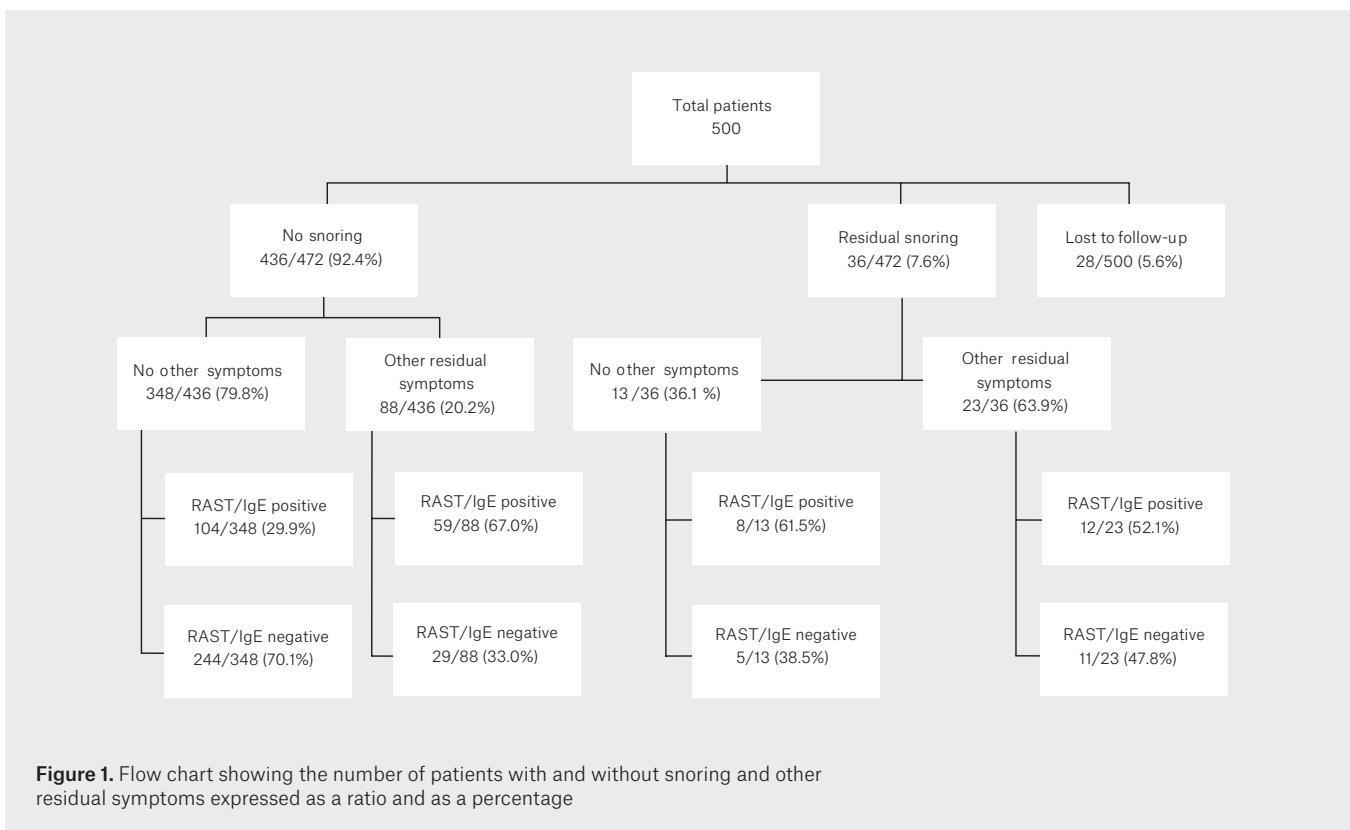 Total patients
500
No snoring
436/472 (92.4%)
Residual snoring
36/472 (7.6%)
Lost to follow-up
28/500 (5.6%)
No other symptoms
348/436 (79.8%)
Other residual
symptoms
88/436 (20.2%)
No other symptoms
13 /36 (36.1 %)
Other residual
symptoms
23/36 (63.9%)
RAST/IgE positive
104/348 (29.9%)
RAST/IgE positive
59/88 (67.0%)
RAST/IgE positive
8/13 (61.5%)
RAST/IgE positive
12/23 (52.1%)
RAST/IgE negative
244/348 (70.1%)
RAST/IgE negative
29/88 (33.0%)
RAST/IgE negative
5/13 (38.5%)
RAST/IgE negative
11/23 (47.8%)
Figure 1. Flow chart showing the number of patients with and without snoring and other
residual symptoms expressed as a ratio and as a percentage